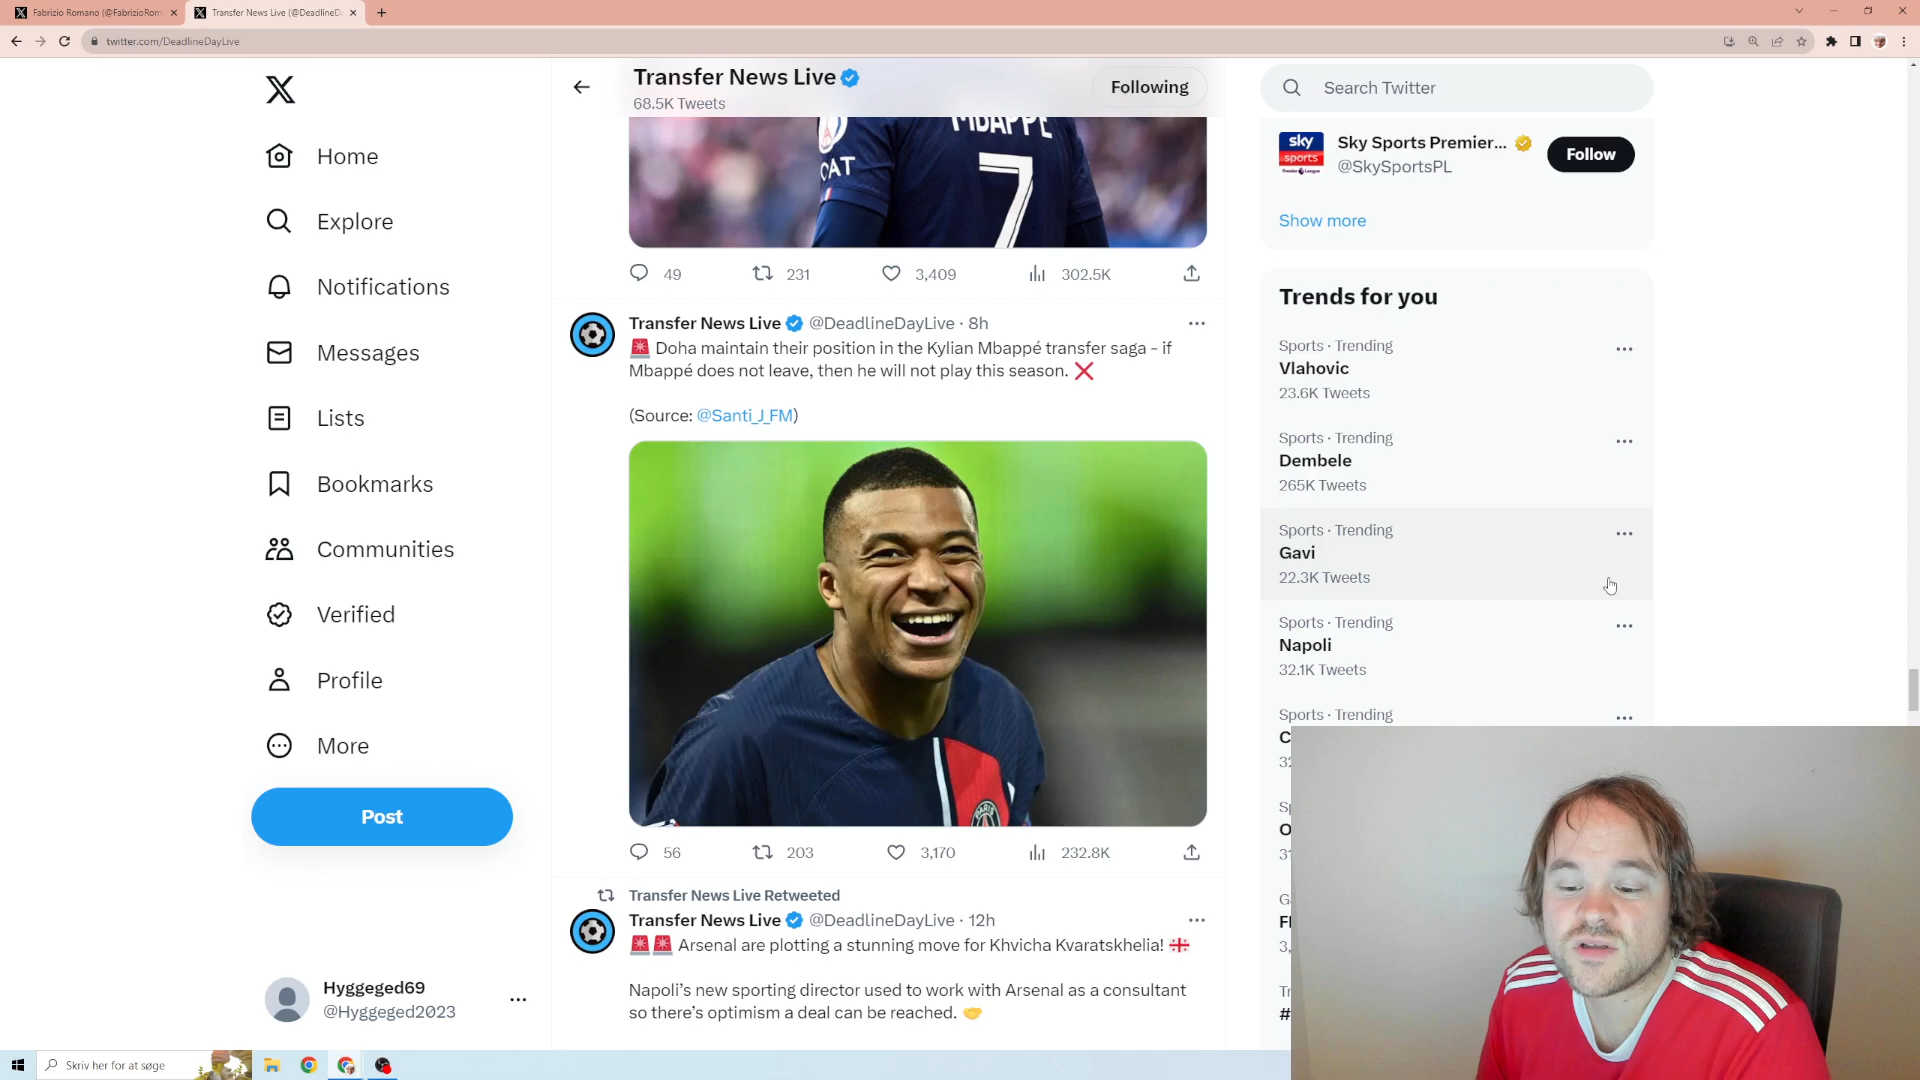 Fabrizio Romano (@FabrizioRom
Transfer News Live (@DeadlineDa
twitter.com/DeadlineDayLive
Transfer News Live
68.5K Tweets
Following
Search Twitter
Home
Explore
Notifications
Messages
Lists
Bookmarks
Communities
Verified
Profile
More
Post
Hyggeged69
@Hyggeged2023
MBAPPÉ
7
CAT
49 231 3,409 302.5K
Transfer News Live @DeadlineDayLive · 8h
🚨 Doha maintain their position in the Kylian Mbappé transfer saga - if
Mbappé does not leave, then he will not play this season. ❌
(Source: @Santi_J_FM)
56 203 3,170 232.8K
Transfer News Live Retweeted
Transfer News Live @DeadlineDayLive · 12h
🚨🚨 Arsenal are plotting a stunning move for Khvicha Kvaratskhelia! 🇬🇪
Napoli's new sporting director used to work with Arsenal as a consultant
so there's optimism a deal can be reached. 🤝
sky
sports
Premier League
Sky Sports Premier...
@SkySportsPL
Follow
Show more
Trends for you
Sports · Trending
Vlahovic
23.6K Tweets
Sports · Trending
Dembele
265K Tweets
Sports · Trending
Gavi
22.3K Tweets
Sports · Trending
Napoli
32.1K Tweets
Sports · Trending
Skriv her for at søge